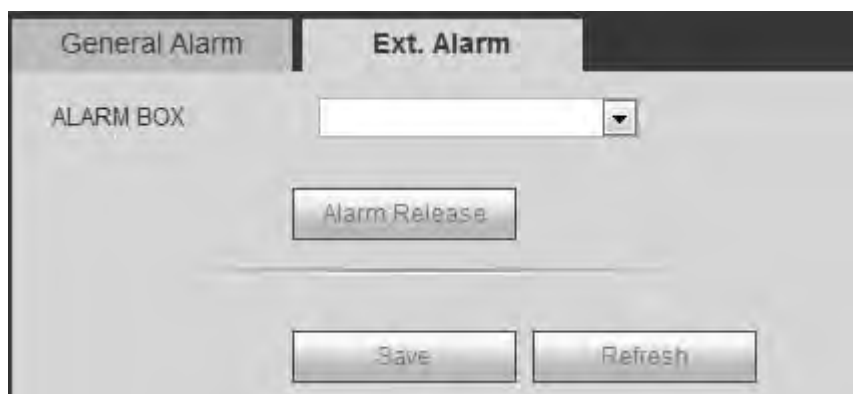 General Alarm Ext. Alarm
ALARM BOX
Alarm Release
Save Refresh